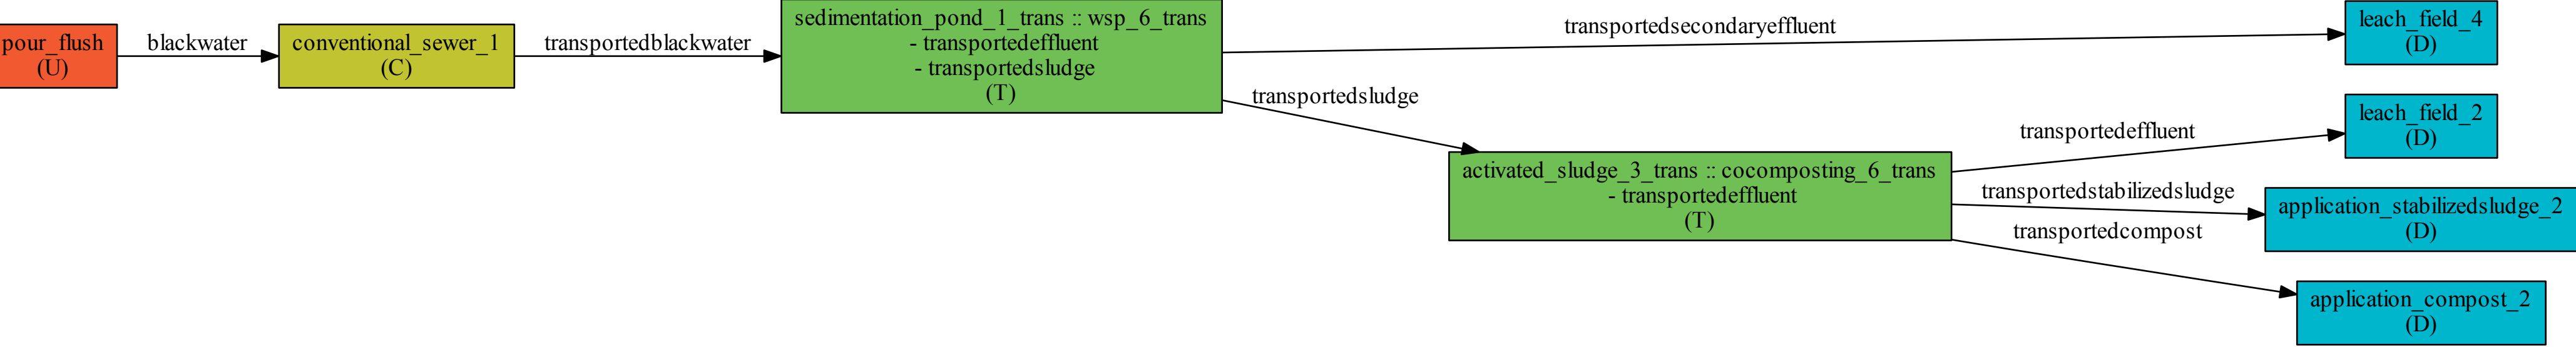 pour_flush
(U)
blackwater
conventional_sewer_1
(C)
transportedblackwater
sedimentation_pond_1_trans :: wsp_6_trans
- transportedeffluent
- transportedsludge
(T)
transportedsecondaryeffluent
leach_field_4
(D)
transportedsludge
activated_sludge_3_trans :: cocomposting_6_trans
- transportedeffluent
(T)
transportedeffluent
leach_field_2
(D)
transportedstabilizedsludge
application_stabilizedsludge_2
(D)
transportedcompost
application_compost_2
(D)